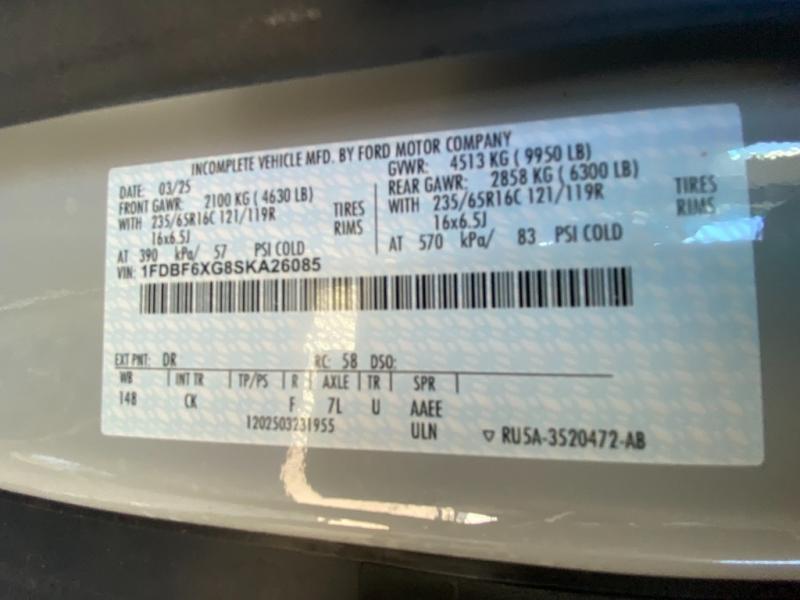 INCOMPLETE VEHICLE MFD. BY FORD MOTOR COMPANY
DATE: 03/25 GVWR: 4513 KG ( 9950 LB)
FRONT GAWR: 2100 KG ( 4630 LB) REAR GAWR: 2858 KG ( 6300 LB)
WITH 235/65R16C 121/119R TIRES WITH 235/65R16C 121/119R TIRES
16x6.5J RIMS 16x6.5J RIMS
AT 390 kPa/ 57 PSI COLD AT 570 kPa/ 83 PSI COLD
VIN: 1FDBF6XG8SKA26085
EXT PNT: DR RC: 58 DSO:
WB INT TR TP/PS R AXLE TR SPR
148 CK F 7L U AAEE
1202503231955 ULN ▽ RU5A-3520472-AB